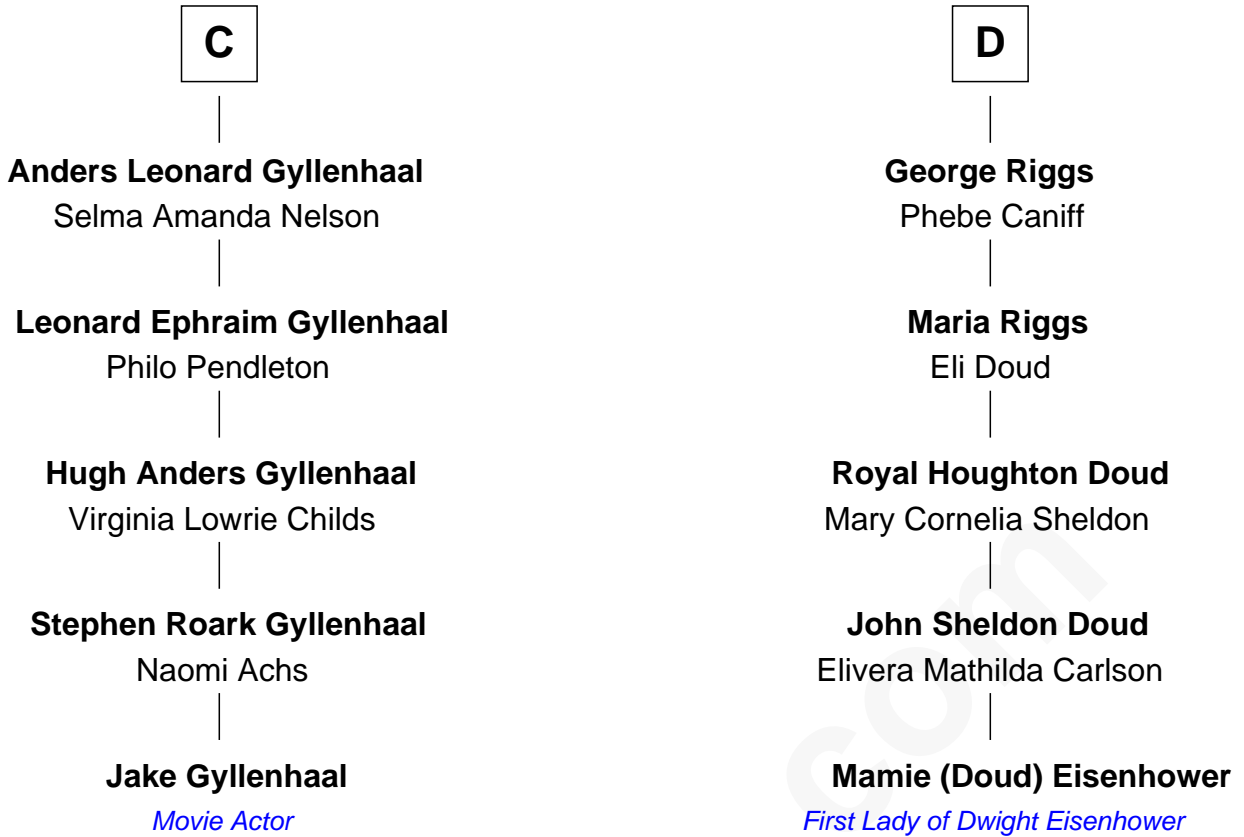 C
Anders Leonard Gyllenhaal
Selma Amanda Nelson
Leonard Ephraim Gyllenhaal
Philo Pendleton
Hugh Anders Gyllenhaal
Virginia Lowrie Childs
Stephen Roark Gyllenhaal
Naomi Achs
Jake Gyllenhaal
Movie Actor
D
George Riggs
Phebe Caniff
Maria Riggs
Eli Doud
Royal Houghton Doud
Mary Cornelia Sheldon
John Sheldon Doud
Elivera Mathilda Carlson
Mamie (Doud) Eisenhower
First Lady of Dwight Eisenhower
com